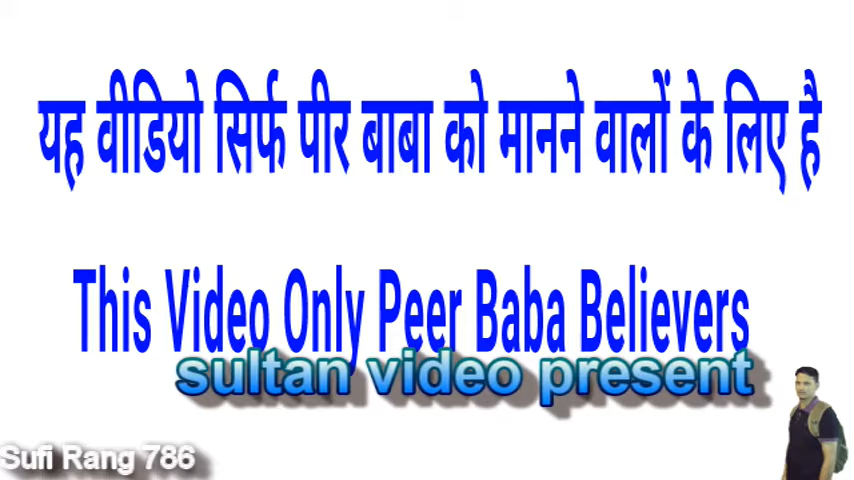 यह वीडियो सिर्फ पीर बाबा को मानने वालों के लिए है
This Video Only Peer Baba Believers
sultan video present
Sufi Rang 786